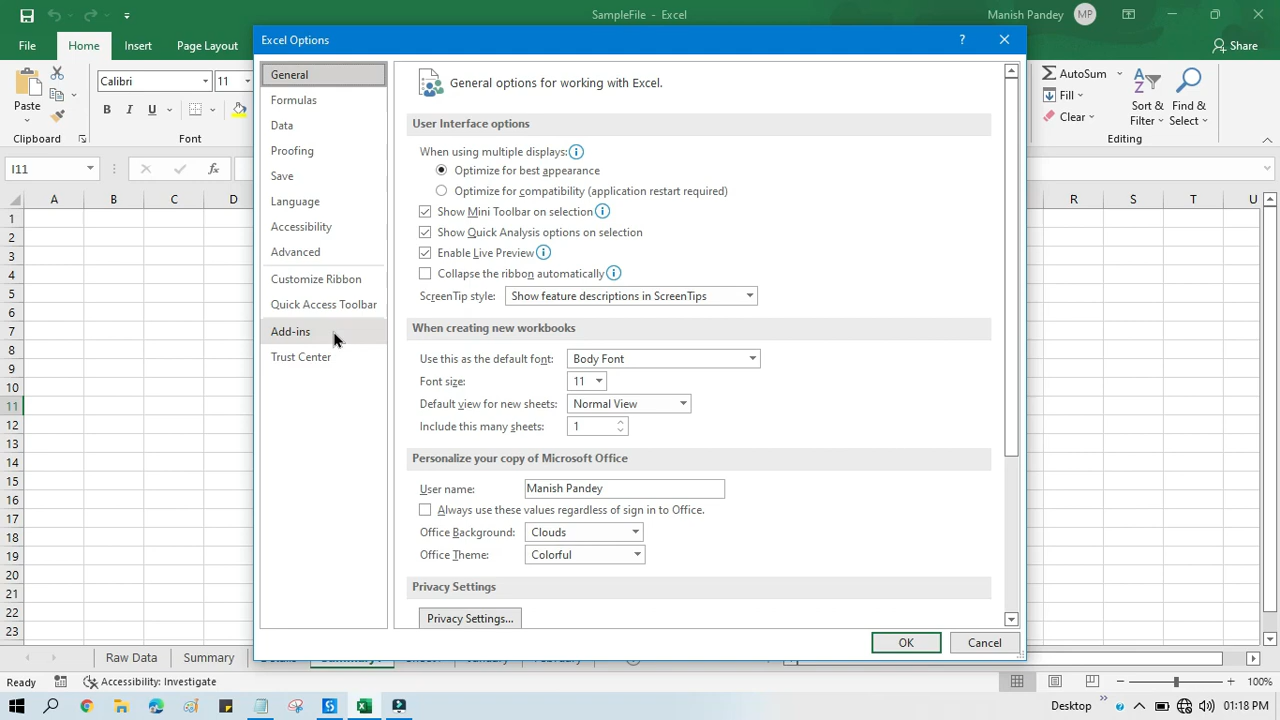 SampleFile - Excel
Manish Pandey MP
File Home Insert Page Layout
Share
Excel Options
Paste
Clipboard
Calibri 11
B I U
Font
AutoSum
Fill
Clear
Sort & Filter
Find & Select
Editing
I11
fx
A B C D R S T U
1
2
3
4
5
6
7
8
9
10
11
12
13
14
15
16
17
18
19
20
21
22
23
General
Formulas
Data
Proofing
Save
Language
Accessibility
Advanced
Customize Ribbon
Quick Access Toolbar
Add-ins
Trust Center
General options for working with Excel.
User Interface options
When using multiple displays:
Optimize for best appearance
Optimize for compatibility (application restart required)
Show Mini Toolbar on selection
Show Quick Analysis options on selection
Enable Live Preview
Collapse the ribbon automatically
ScreenTip style: Show feature descriptions in ScreenTips
When creating new workbooks
Use this as the default font: Body Font
Font size: 11
Default view for new sheets: Normal View
Include this many sheets: 1
Personalize your copy of Microsoft Office
User name: Manish Pandey
Always use these values regardless of sign in to Office.
Office Background: Clouds
Office Theme: Colorful
Privacy Settings
Privacy Settings...
OK Cancel
Raw Data Summary
Ready Accessibility: Investigate
100%
Desktop 01:18 PM